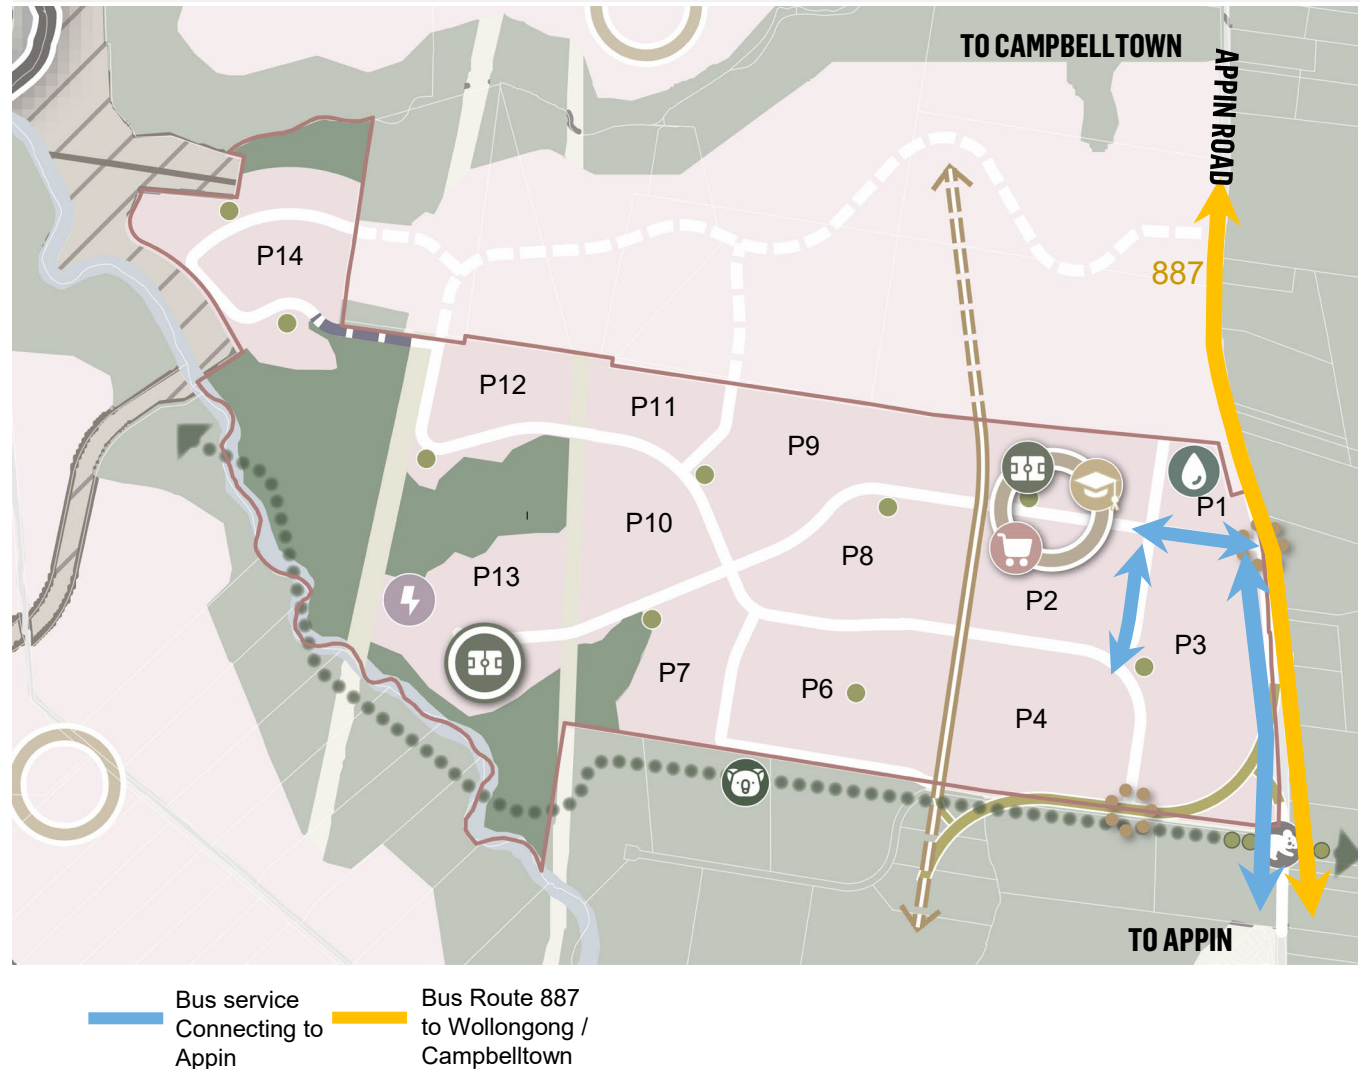 TO CAMPBELLTOWN
APPIN ROAD
887
P14
P12
P11
P9
P1
P10
P8
P13
P2
P3
P7
P6
P4
TO APPIN
Bus service
Connecting to
Appin
Bus Route 887
to Wollongong /
Campbelltown